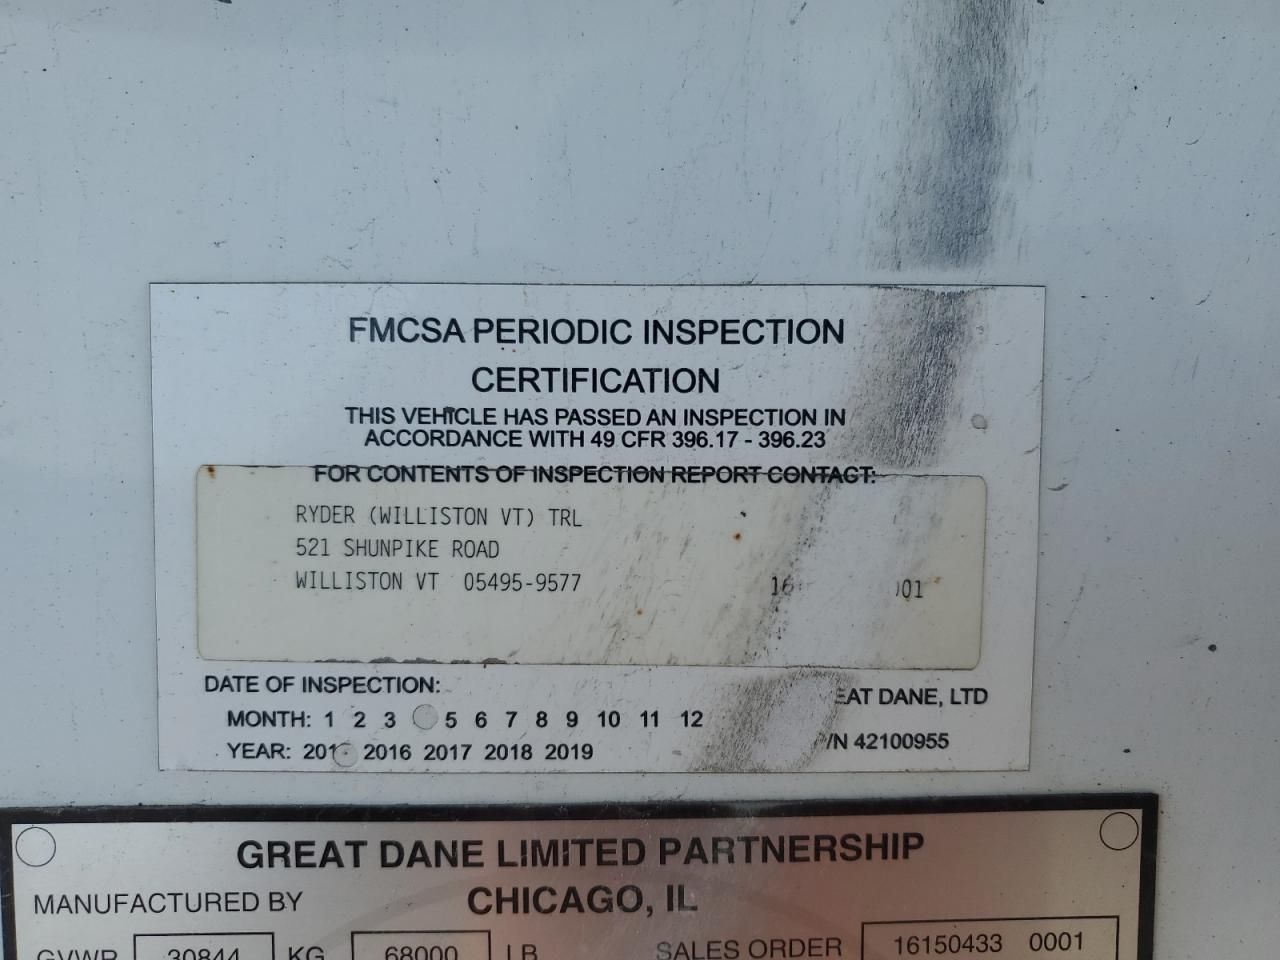 FMCSA PERIODIC INSPECTION
CERTIFICATION
THIS VEHICLE HAS PASSED AN INSPECTION IN
ACCORDANCE WITH 49 CFR 396.17 - 396.23
FOR CONTENTS OF INSPECTION REPORT CONTACT:
RYDER (WILLISTON VT) TRL
521 SHUNPIKE ROAD
WILLISTON VT 05495-9577
DATE OF INSPECTION:
DANE, LTD
MONTH: 1 2 3 5 6 7 8 9 10 11 12
42100955
YEAR: 2016 2017 2018 2019
GREAT DANE LIMITED PARTNERSHIP
MANUFACTURED BY CHICAGO, IL
GVWR 30844 KG 68000 LB SALES ORDER 16150433 0001